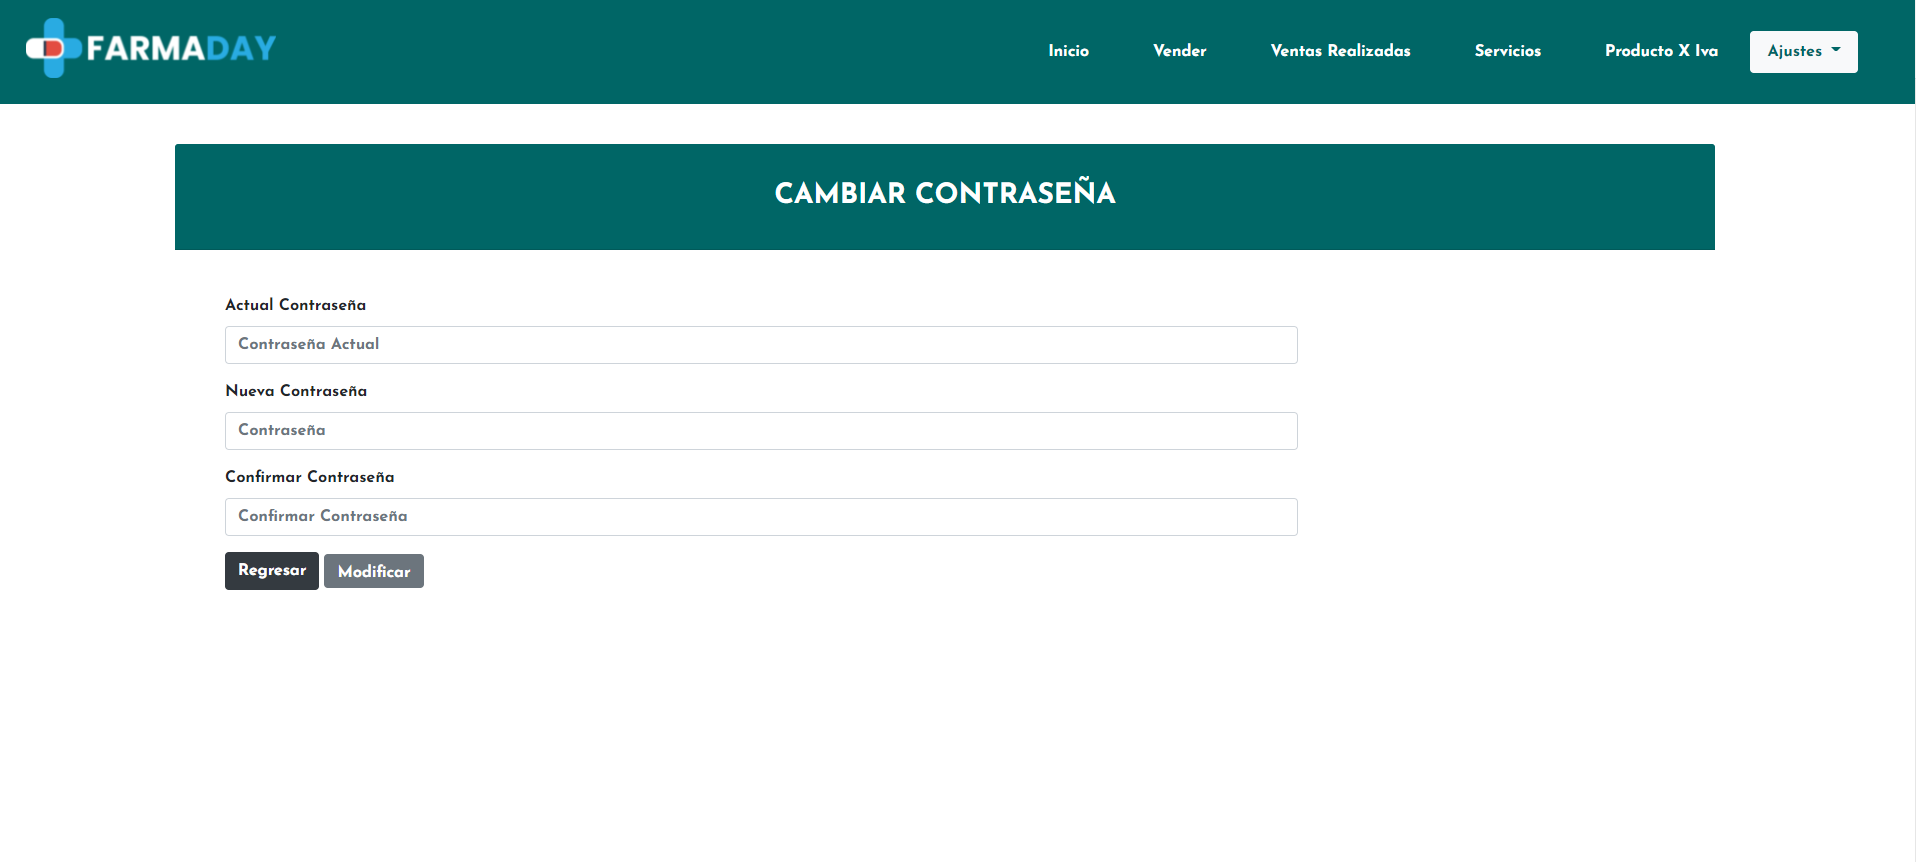 FARMADAY
Inicio Vender Ventas Realizadas Servicios Producto X Iva Ajustes
CAMBIAR CONTRASEÑA
Actual Contraseña
Contraseña Actual
Nueva Contraseña
Contraseña
Confirmar Contraseña
Confirmar Contraseña
Regresar Modificar